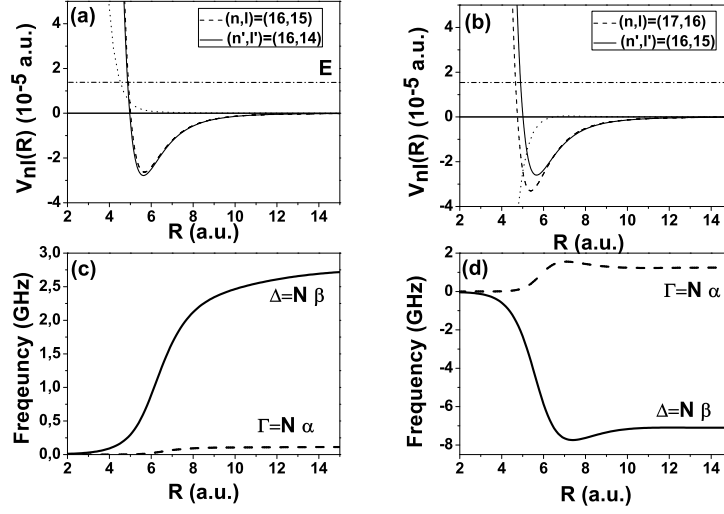 (a)
(n,l)=(16,15)
(n',l')=(16,14)
E
V_nl(R) (10^-5 a.u.)
4
2
0
-2
-4
2 4 6 8 10 12 14
R (a.u.)
(b)
(n,l)=(17,16)
(n',l')=(16,15)
V_nl(R) (10^-5 a.u.)
4
2
0
-2
-4
2 4 6 8 10 12 14
R (a.u.)
(c)
Δ=N β
Γ=N α
Freqeuncy (GHz)
3,0
2,5
2,0
1,5
1,0
0,5
0,0
2 4 6 8 10 12 14
R (a.u.)
(d)
Γ=N α
Δ=N β
Frequency (GHz)
2
0
-2
-4
-6
-8
2 4 6 8 10 12 14
R (a.u.)